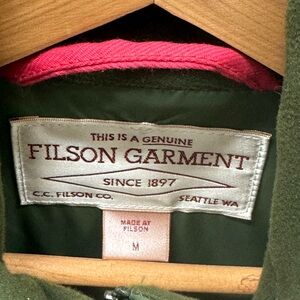 THIS IS A GENUINE
FILSON GARMENT
SINCE 1897
C.C. FILSON CO. SEATTLE WA
MADE AT
FILSON
M